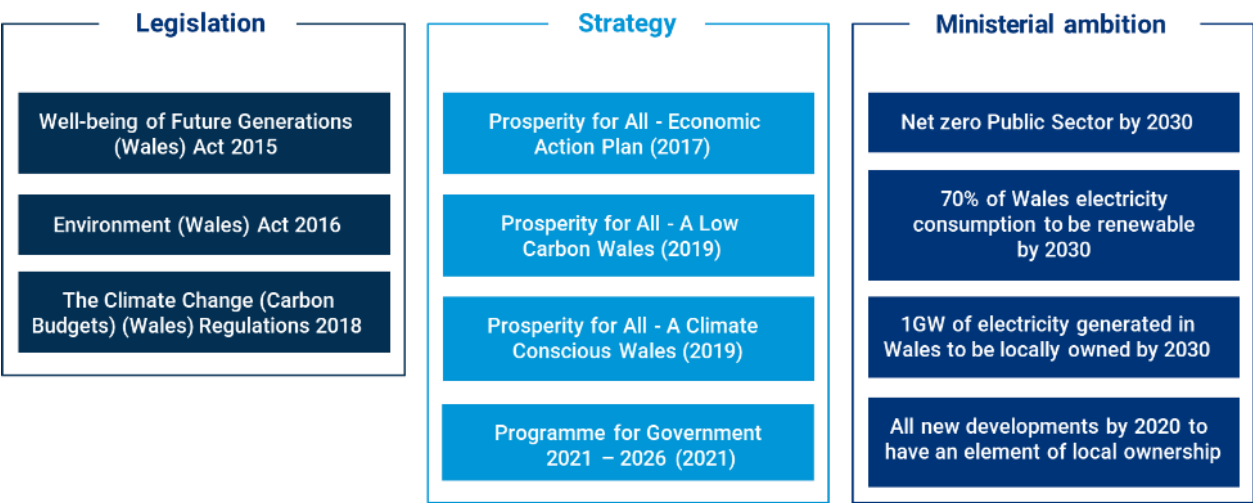 Legislation
Well-being of Future Generations
(Wales) Act 2015
Environment (Wales) Act 2016
The Climate Change (Carbon
Budgets) (Wales) Regulations 2018
Strategy
Prosperity for All - Economic
Action Plan (2017)
Prosperity for All - A Low
Carbon Wales (2019)
Prosperity for All - A Climate
Conscious Wales (2019)
Programme for Government
2021 – 2026 (2021)
Ministerial ambition
Net zero Public Sector by 2030
70% of Wales electricity
consumption to be renewable
by 2030
1GW of electricity generated in
Wales to be locally owned by 2030
All new developments by 2020 to
have an element of local ownership